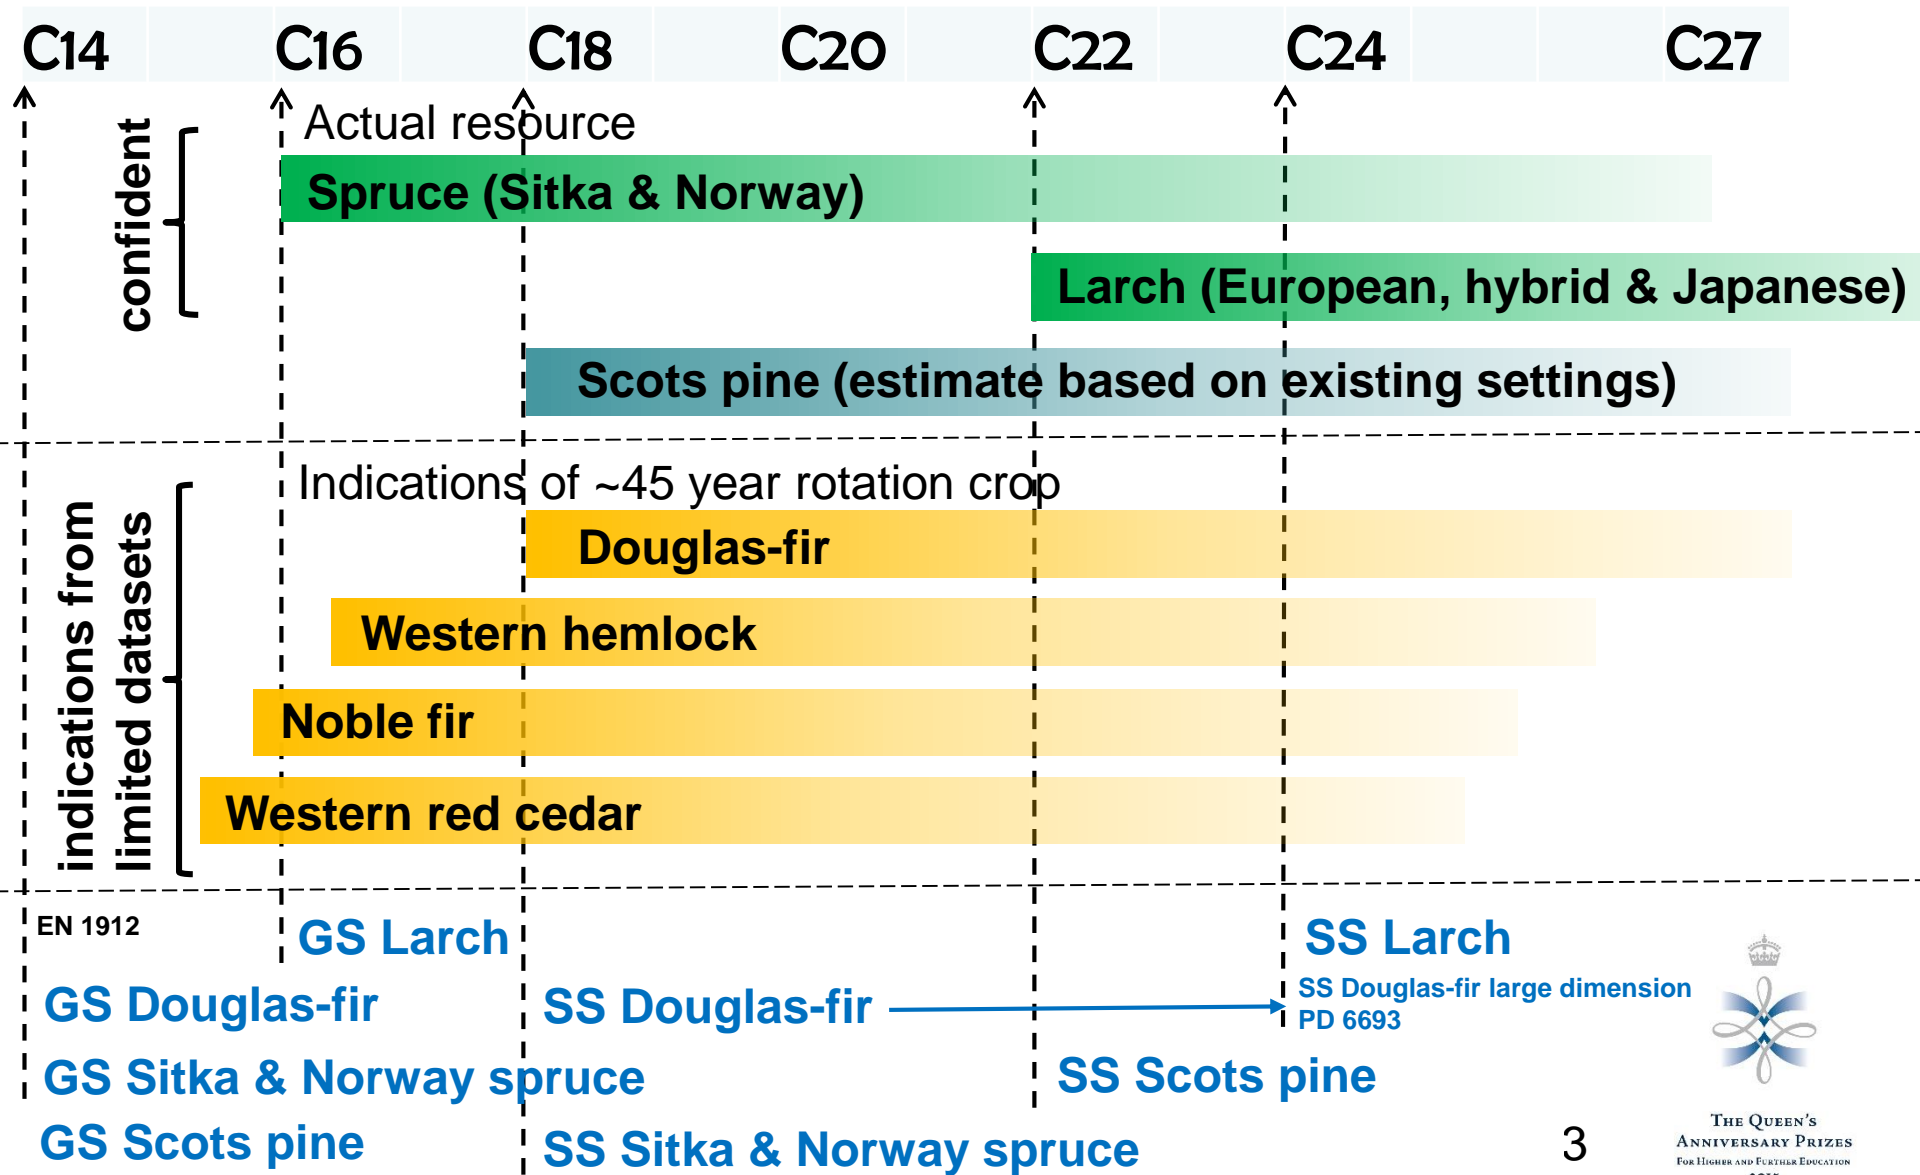 C14 C16 C18 C20 C22 C24 C27
confident
Actual resource
Spruce (Sitka & Norway)
Larch (European, hybrid & Japanese)
Scots pine (estimate based on existing settings)
indications from
limited datasets
Indications of ~45 year rotation crop
Douglas-fir
Western hemlock
Noble fir
Western red cedar
EN 1912
GS Larch
SS Larch
GS Douglas-fir
SS Douglas-fir
SS Douglas-fir large dimension
PD 6693
GS Sitka & Norway spruce
SS Scots pine
GS Scots pine
SS Sitka & Norway spruce
3
THE QUEEN'S
ANNIVERSARY PRIZES
FOR HIGHER AND FURTHER EDUCATION